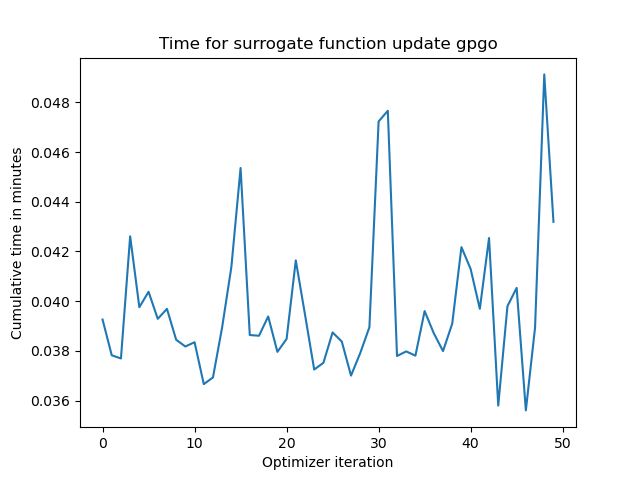 Time for surrogate function update gpgo
Cumulative time in minutes
0.048
0.046
0.044
0.042
0.040
0.038
0.036
0 10 20 30 40 50
Optimizer iteration